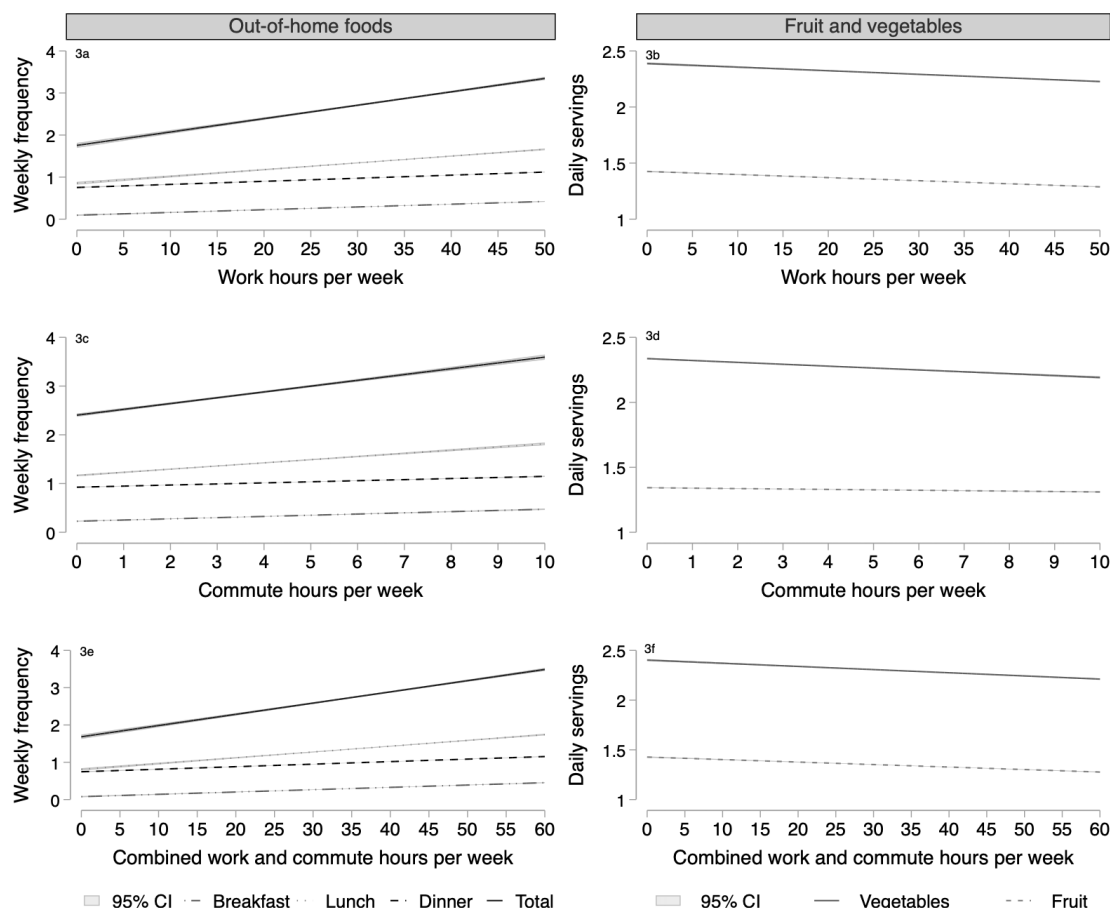 Out-of-home foods
3a
Weekly frequency
4
3
2
1
0
0 5 10 15 20 25 30 35 40 45 50
Work hours per week
Fruit and vegetables
3b
Daily servings
2.5
2
1.5
1
0 5 10 15 20 25 30 35 40 45 50
Work hours per week
3c
Weekly frequency
4
3
2
1
0
0 1 2 3 4 5 6 7 8 9 10
Commute hours per week
3d
Daily servings
2.5
2
1.5
1
0 1 2 3 4 5 6 7 8 9 10
Commute hours per week
3e
Weekly frequency
4
3
2
1
0
0 5 10 15 20 25 30 35 40 45 50 55 60
Combined work and commute hours per week
3f
Daily servings
2.5
2
1.5
1
0 5 10 15 20 25 30 35 40 45 50 55 60
Combined work and commute hours per week
95% CI Breakfast Lunch Dinner Total
95% CI Vegetables Fruit